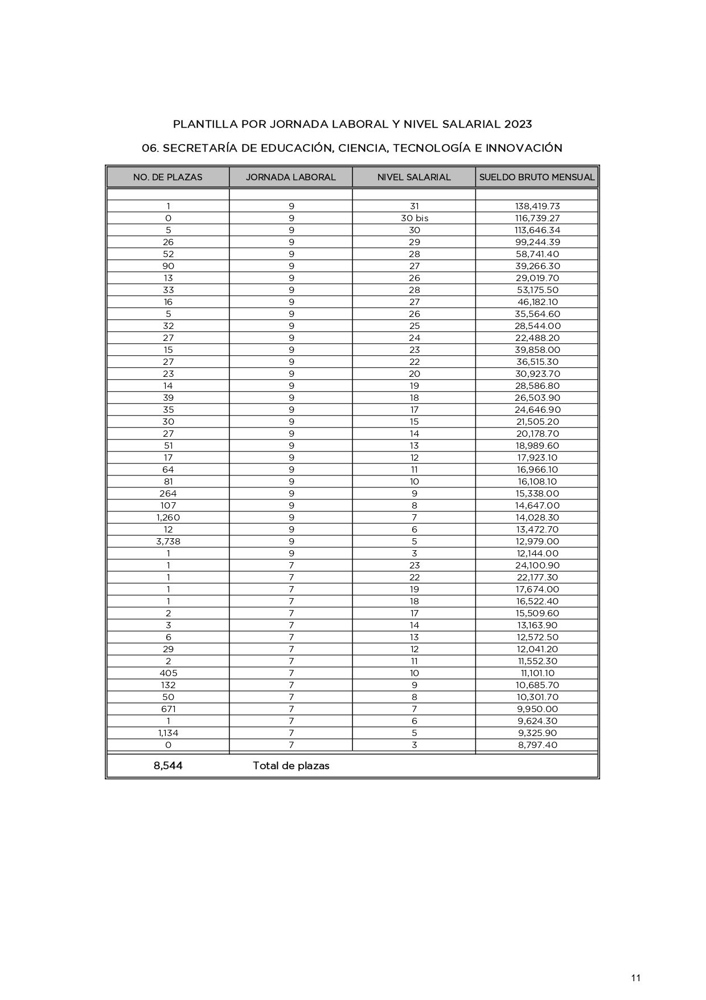 PLANTILLA POR JORNADA LABORAL Y NIVEL SALARIAL 2023
06. SECRETARÍA DE EDUCACIÓN, CIENCIA, TECNOLOGÍA E INNOVACIÓN
NO. DE PLAZAS JORNADA LABORAL NIVEL SALARIAL SUELDO BRUTO MENSUAL
1 9 31 138,419.73
0 9 30 bis 116,739.27
5 9 30 113,646.34
26 9 29 99,244.39
52 9 28 58,741.40
90 9 27 39,266.30
13 9 26 29,019.70
33 9 28 53,175.50
16 9 27 46,182.10
5 9 26 35,564.60
32 9 25 28,544.00
27 9 24 22,488.20
15 9 23 39,858.00
27 9 22 36,515.30
23 9 20 30,923.70
14 9 19 28,586.80
39 9 18 26,503.90
35 9 17 24,646.90
30 9 15 21,505.20
27 9 14 20,178.70
51 9 13 18,989.60
17 9 12 17,923.10
64 9 11 16,966.10
81 9 10 16,108.10
264 9 9 15,338.00
107 9 8 14,647.00
1,260 9 7 14,028.30
12 9 6 13,472.70
3,738 9 5 12,979.00
1 9 3 12,144.00
1 7 23 24,100.90
1 7 22 22,177.30
1 7 19 17,674.00
1 7 18 16,522.40
2 7 17 15,509.60
3 7 14 13,163.90
6 7 13 12,572.50
29 7 12 12,041.20
2 7 11 11,552.30
405 7 10 11,101.10
132 7 9 10,685.70
50 7 8 10,301.70
671 7 7 9,950.00
1 7 6 9,624.30
1,134 7 5 9,325.90
0 7 3 8,797.40
8,544 Total de plazas
11